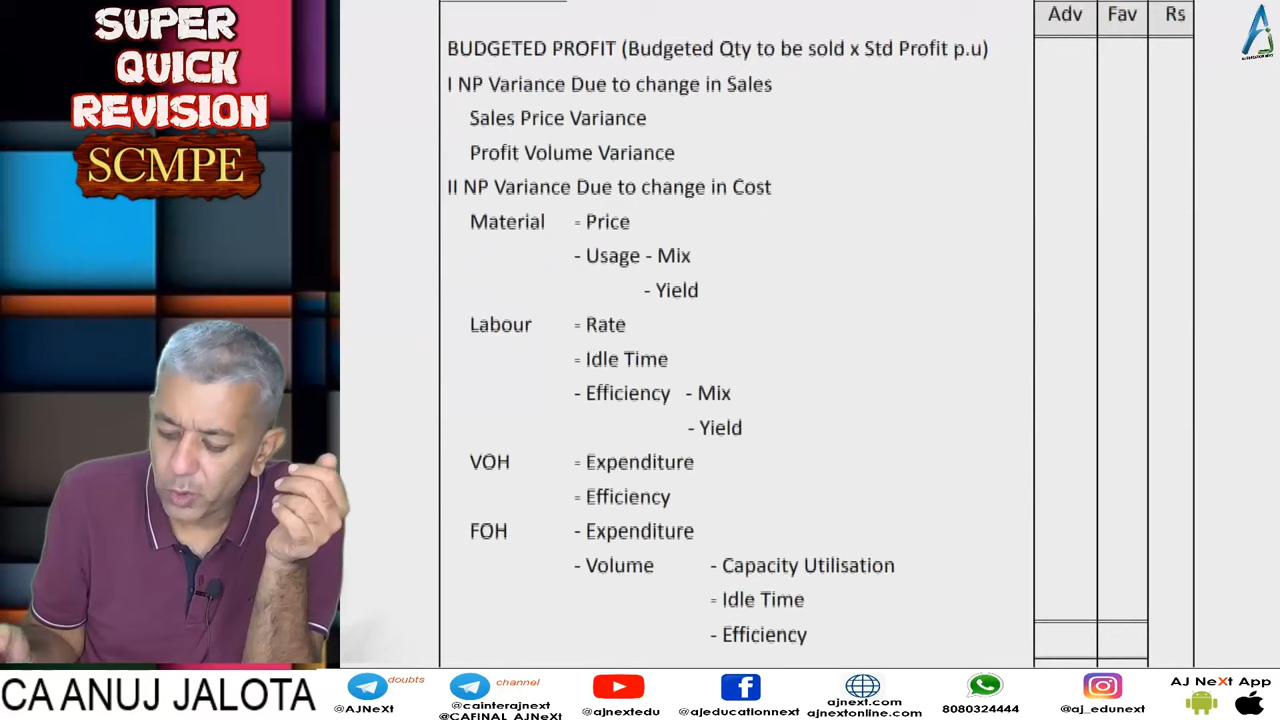 SUPER
QUICK
REVISION
SCMPE
Adv Fav Rs
BUDGETED PROFIT (Budgeted Qty to be sold x Std Profit p.u)
I NP Variance Due to change in Sales
Sales Price Variance
Profit Volume Variance
II NP Variance Due to change in Cost
Material - Price
- Usage - Mix
- Yield
Labour - Rate
- Idle Time
- Efficiency - Mix
- Yield
VOH - Expenditure
- Efficiency
FOH - Expenditure
- Volume - Capacity Utilisation
- Idle Time
- Efficiency
CA ANUJ JALOTA
doubts
@AJNeXt
channel
@cainterajnext
@CAFINAL_AJNeXt
@ajnextedu
@ajeducationnext
ajnext.com
ajnextonline.com
8080324444
@aj_edunext
AJ NeXt App